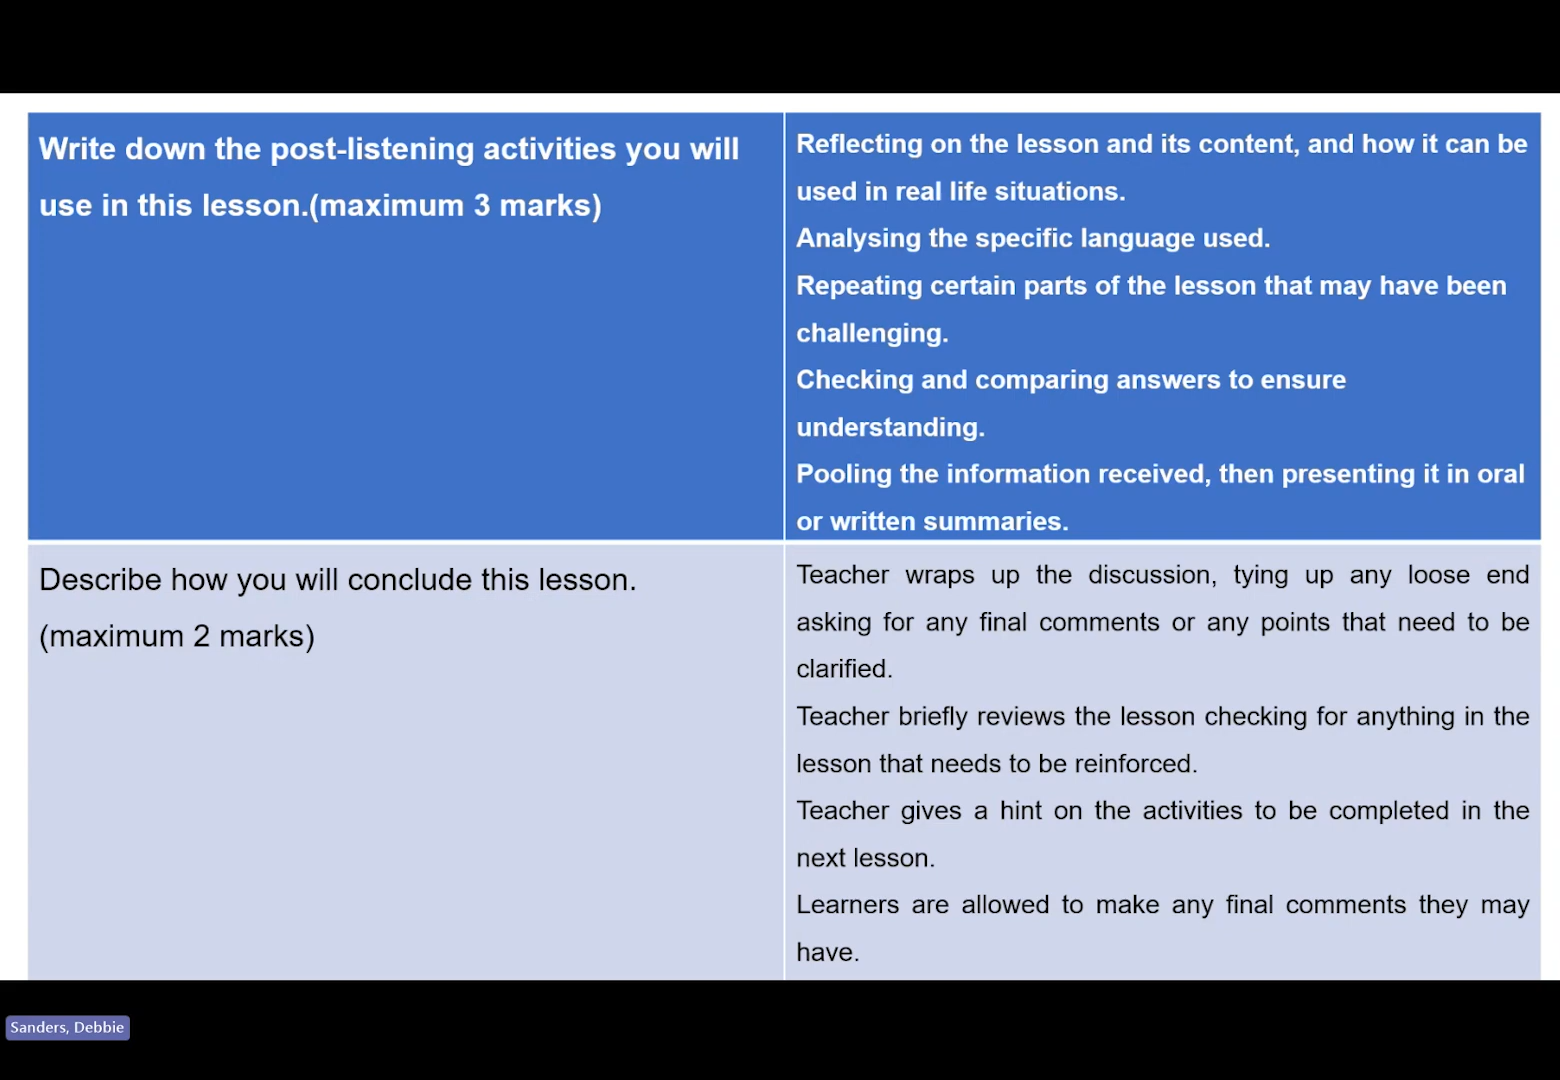 Write down the post-listening activities you will
use in this lesson.(maximum 3 marks)
Reflecting on the lesson and its content, and how it can be
used in real life situations.
Analysing the specific language used.
Repeating certain parts of the lesson that may have been
challenging.
Checking and comparing answers to ensure
understanding.
Pooling the information received, then presenting it in oral
or written summaries.
Describe how you will conclude this lesson.
(maximum 2 marks)
Teacher wraps up the discussion, tying up any loose end
asking for any final comments or any points that need to be
clarified.
Teacher briefly reviews the lesson checking for anything in the
lesson that needs to be reinforced.
Teacher gives a hint on the activities to be completed in the
next lesson.
Learners are allowed to make any final comments they may
have.
Sanders, Debbie